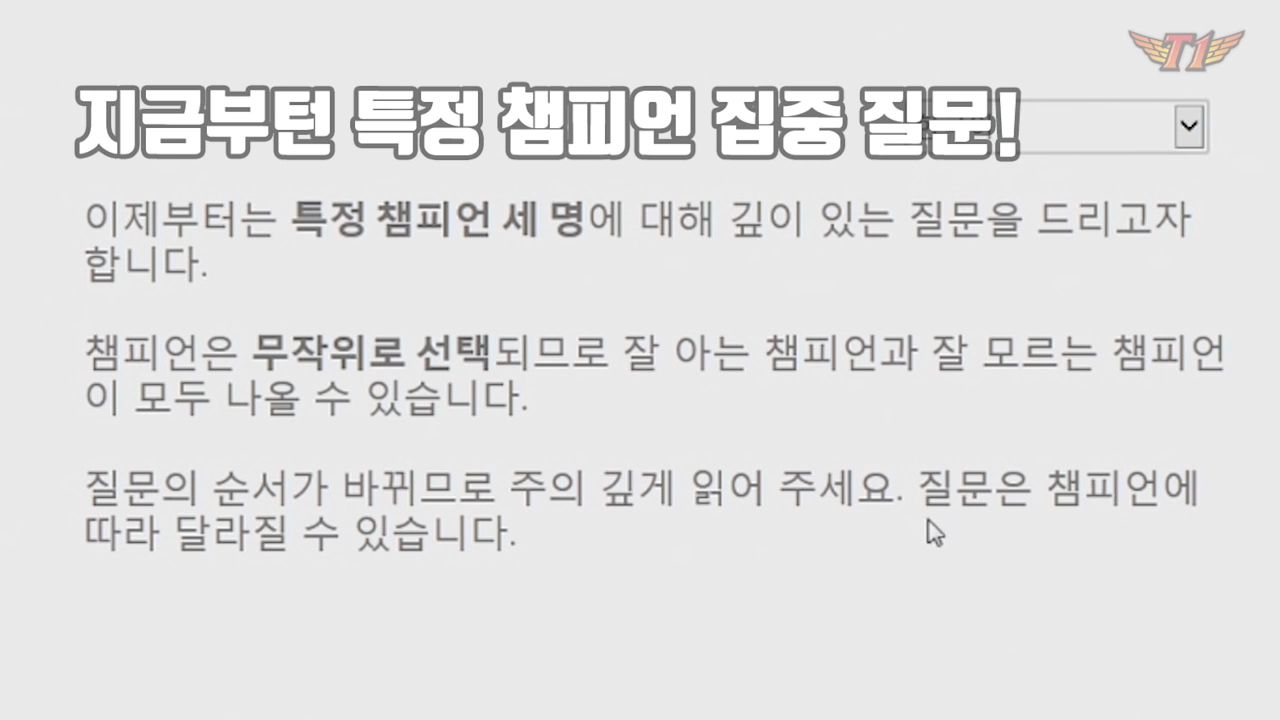 T1
지금부턴 특정 챔피언 집중 질문!
이제부터는 특정 챔피언 세 명에 대해 깊이 있는 질문을 드리고자
합니다.
챔피언은 무작위로 선택되므로 잘 아는 챔피언과 잘 모르는 챔피언
이 모두 나올 수 있습니다.
질문의 순서가 바뀌므로 주의 깊게 읽어 주세요. 질문은 챔피언에
따라 달라질 수 있습니다.